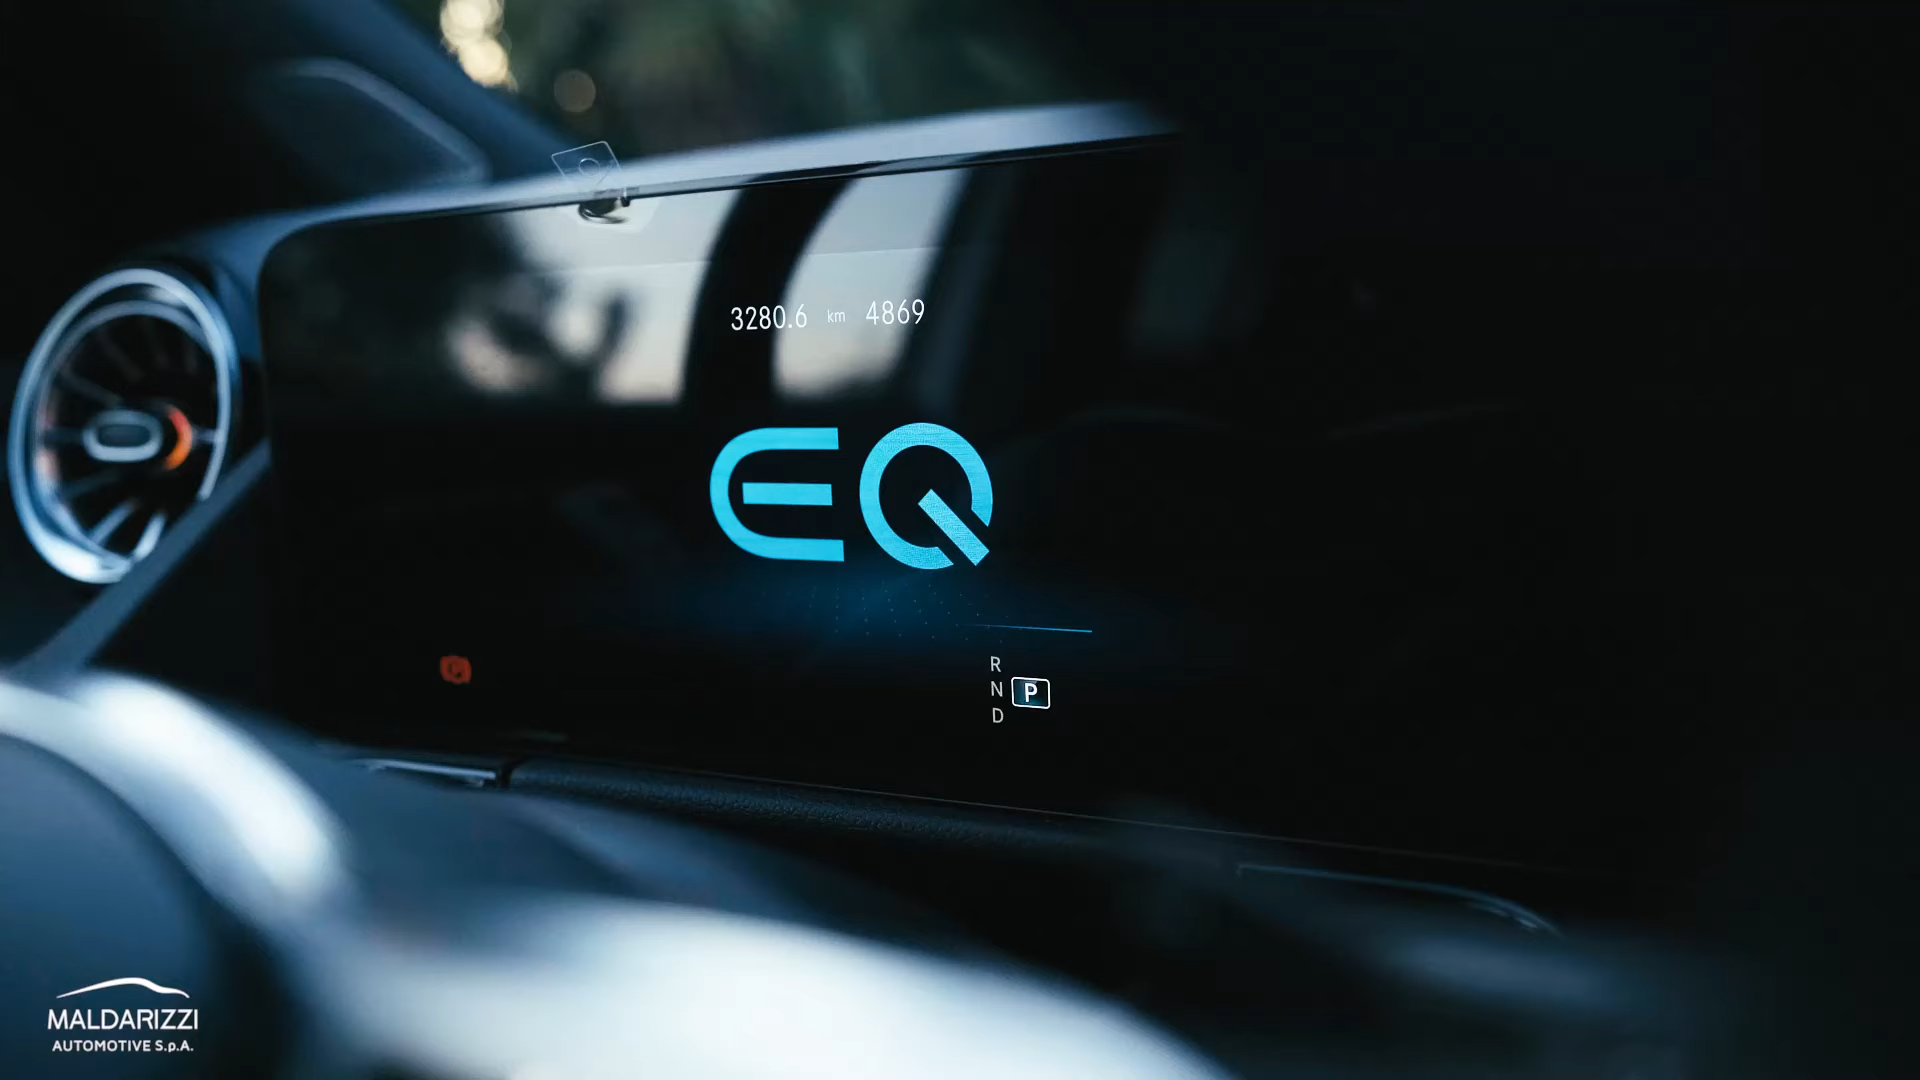 3280.6 km 4869
EQ
R
N P
D
MALDARIZZI
AUTOMOTIVE S.p.A.